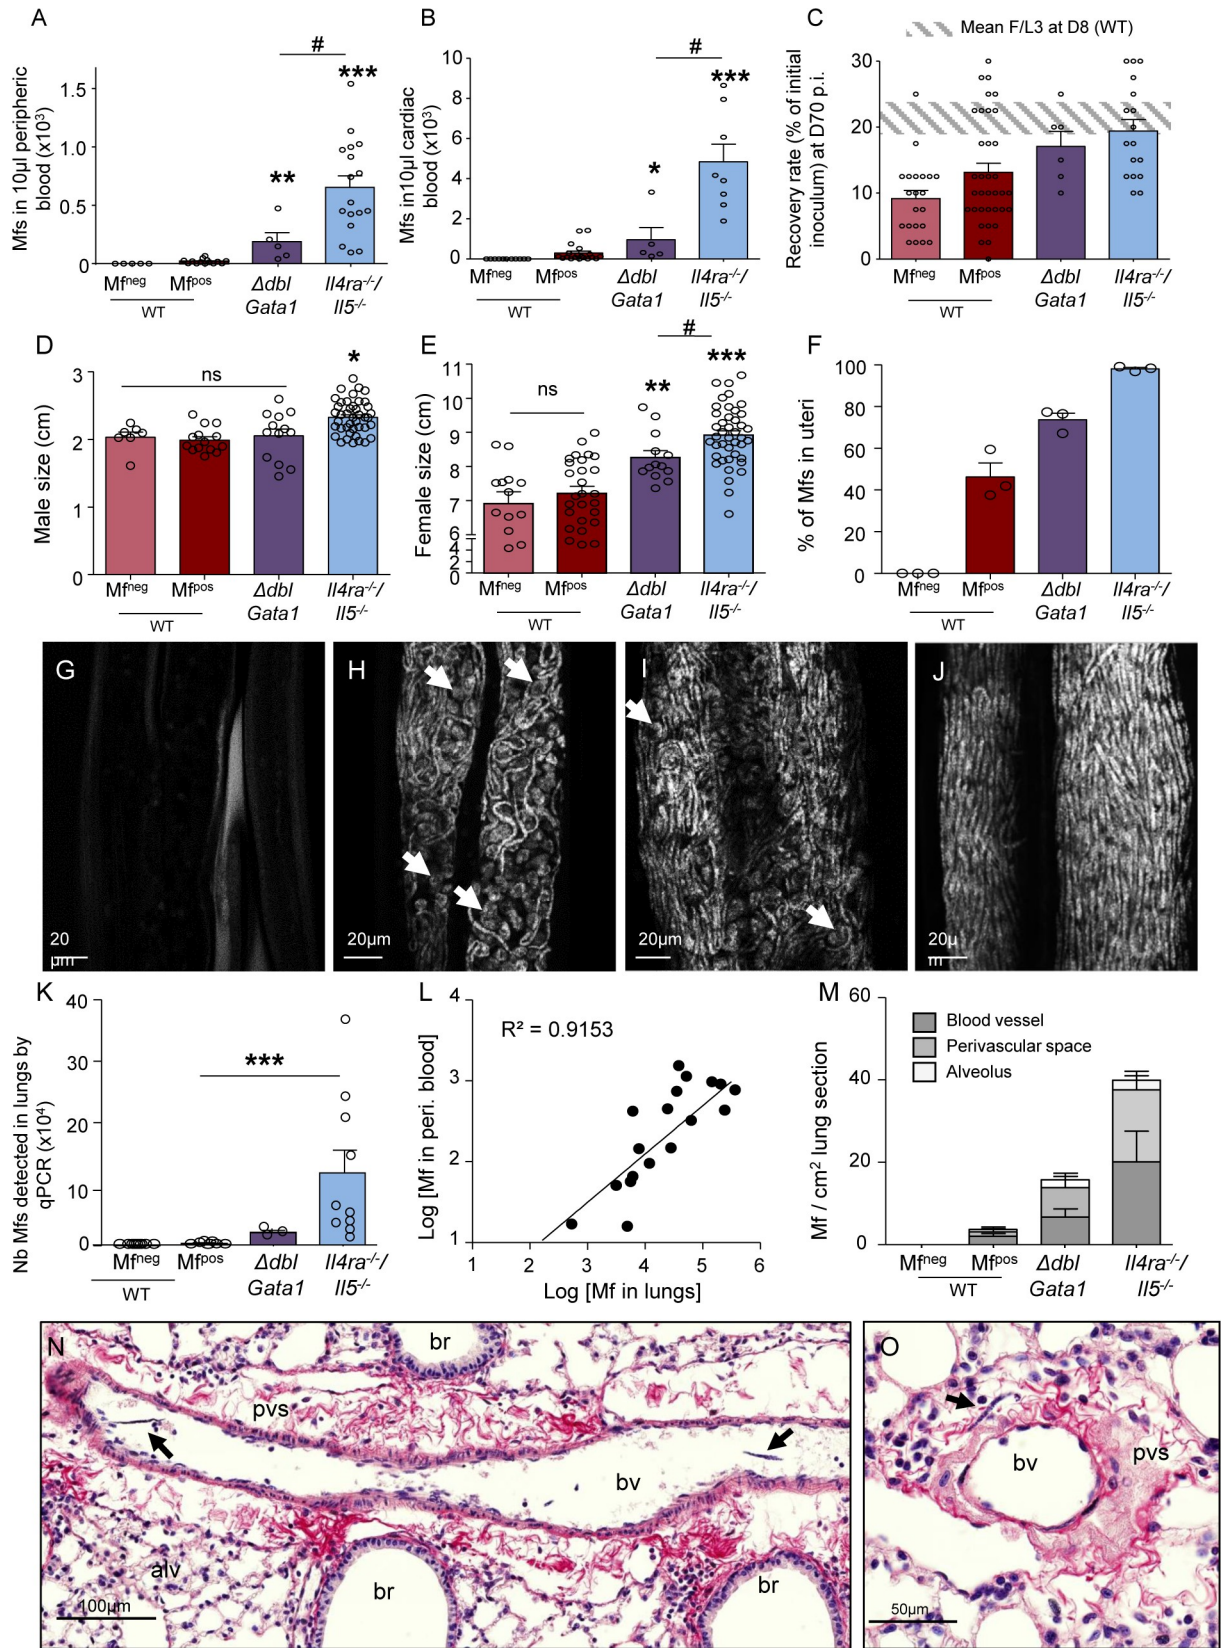 A
Mfs in 10µl peripheric
blood (x10³)
1.5
1.0
0.5
0
#
**
***
Mfⁿᵉᵍ
Mfᵖᵒˢ
WT
Δdbl
Gata1
Il4ra⁻/⁻/
Il5⁻/⁻
B
Mfs in10µl cardiac
blood (x10³)
10
8
6
4
2
0
#
*
***
Mfⁿᵉᵍ
Mfᵖᵒˢ
WT
Δdbl
Gata1
Il4ra⁻/⁻/
Il5⁻/⁻
C
Mean F/L3 at D8 (WT)
Recovery rate (% of initial
inoculum) at D70 p.i.
30
20
10
0
Mfⁿᵉᵍ
Mfᵖᵒˢ
WT
Δdbl
Gata1
Il4ra⁻/⁻/
Il5⁻/⁻
D
Male size (cm)
3
2
1
0
ns
*
Mfⁿᵉᵍ
Mfᵖᵒˢ
WT
Δdbl
Gata1
Il4ra⁻/⁻/
Il5⁻/⁻
E
Female size (cm)
11
10
9
8
7
6
4
2
0
ns
**
#
***
Mfⁿᵉᵍ
Mfᵖᵒˢ
WT
Δdbl
Gata1
Il4ra⁻/⁻/
Il5⁻/⁻
F
% of Mfs in uteri
100
80
60
40
20
0
Mfⁿᵉᵍ
Mfᵖᵒˢ
WT
Δdbl
Gata1
Il4ra⁻/⁻/
Il5⁻/⁻
G
20
µm
H
20µm
I
20µm
J
20µ
m
K
Nb Mfs detected in lungs by
qPCR (x10⁴)
40
30
20
10
0
***
Mfⁿᵉᵍ
Mfᵖᵒˢ
WT
Δdbl
Gata1
Il4ra⁻/⁻/
Il5⁻/⁻
L
Log [Mf in peri. blood]
4
3
2
1
R² = 0.9153
1
2
3
4
5
6
Log [Mf in lungs]
M
Mf / cm² lung section
60
40
20
0
Blood vessel
Perivascular space
Alveolus
Mfⁿᵉᵍ
Mfᵖᵒˢ
WT
Δdbl
Gata1
Il4ra⁻/⁻/
Il5⁻/⁻
N
br
pvs
bv
alv
br
br
100µm
O
bv
pvs
50µm